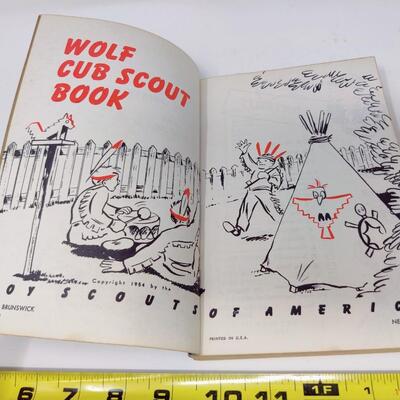 WOLF
CUB SCOUT
BOOK
Copyright 1954 by the
OY SCOUTS OF AMERIC
BRUNSWICK
NE
PRINTED IN U.S.A.
6 7 8 9 10 11 1F 1